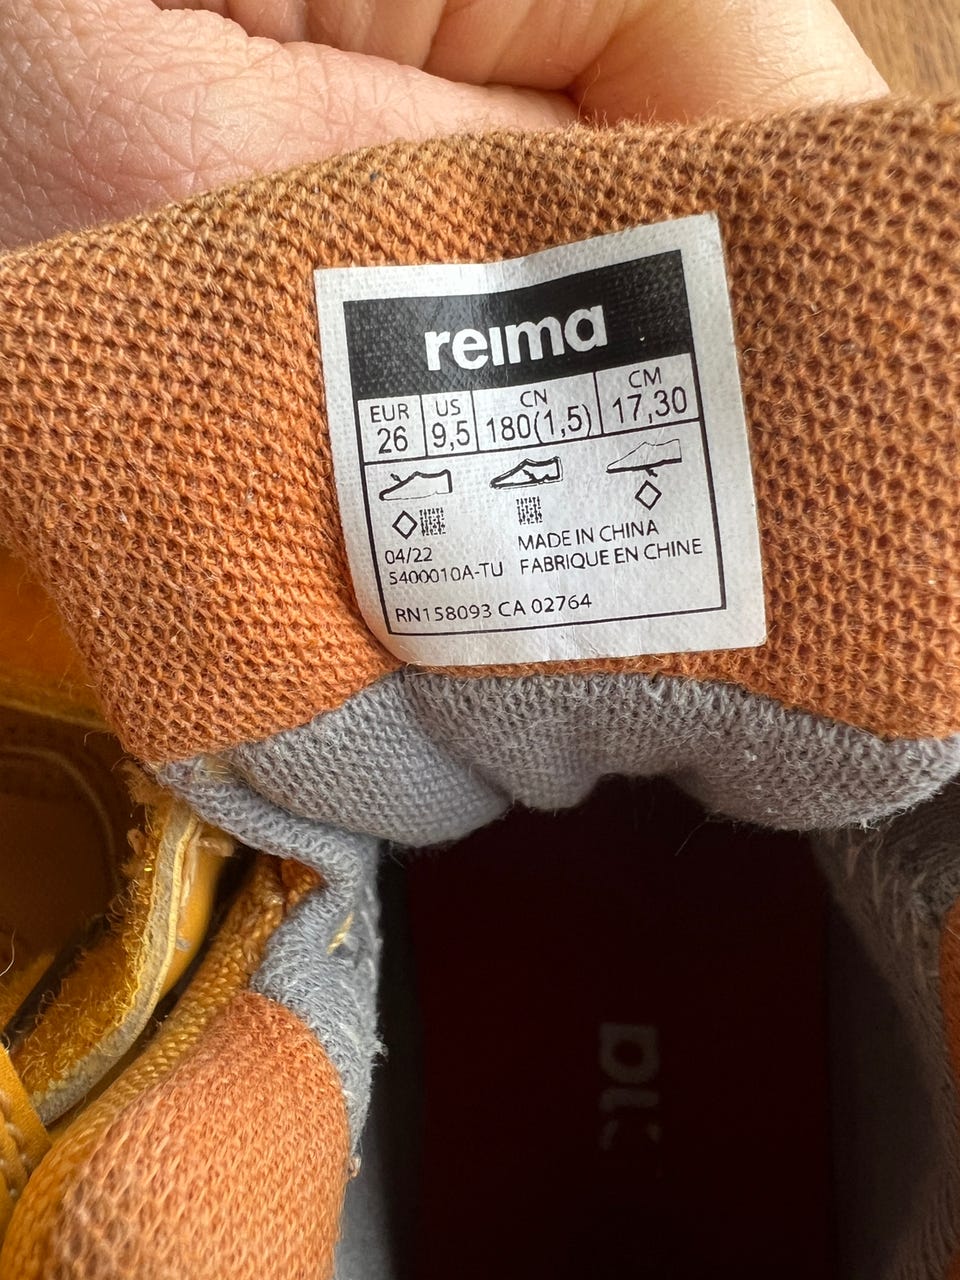 reima
EUR US CN CM
26 9,5 180(1,5) 17,30
04/22 MADE IN CHINA
5400010A-TU FABRIQUE EN CHINE
RN158093 CA 02764